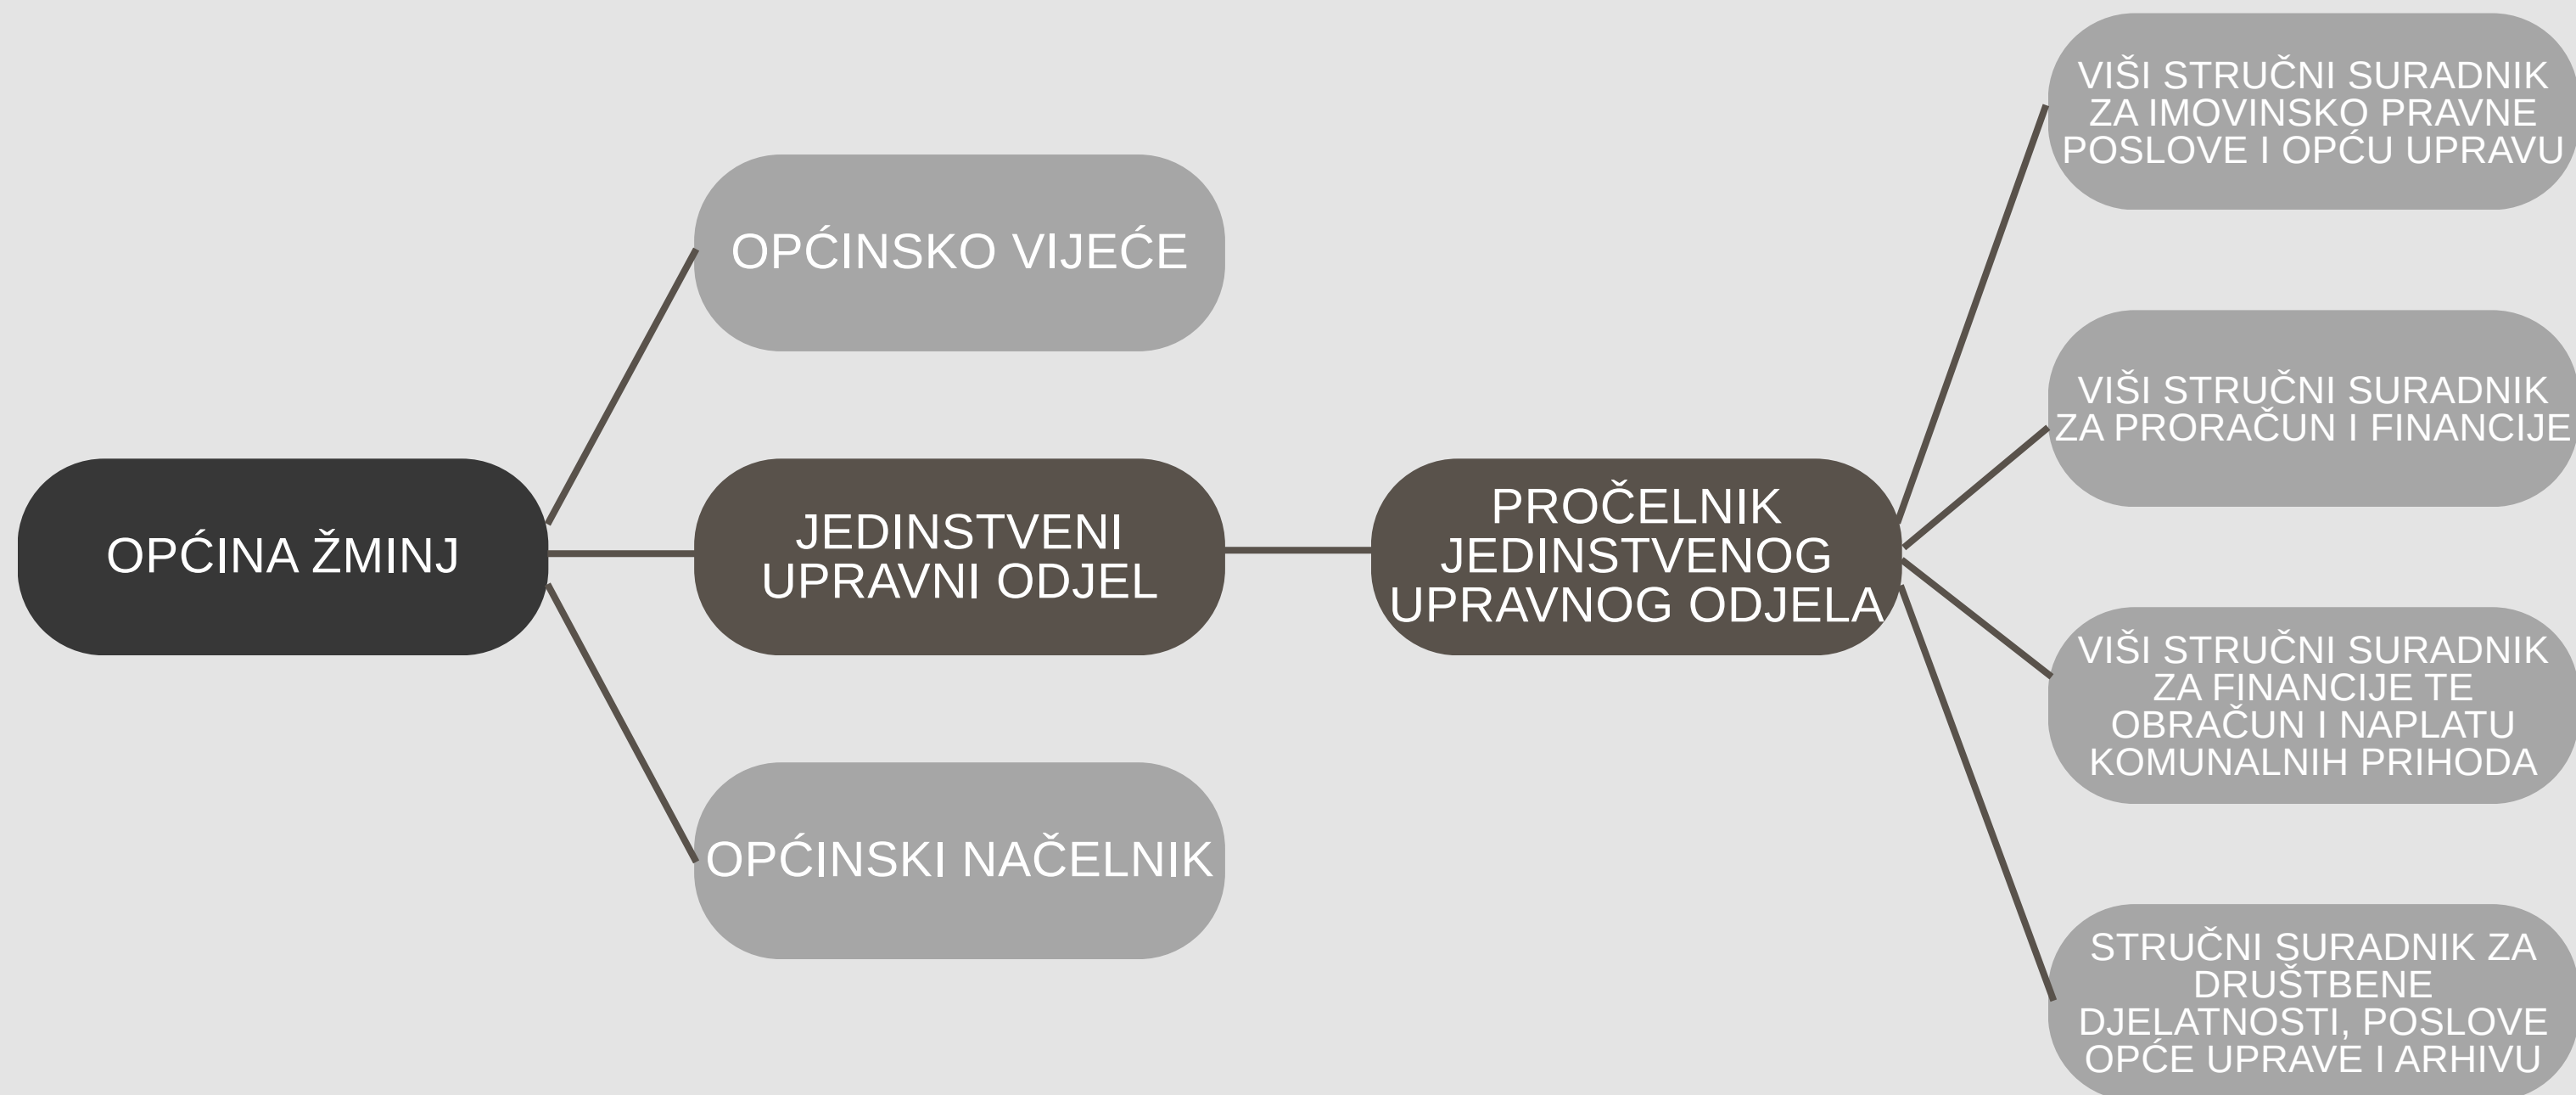 OPĆINA ŽMINJ
OPĆINSKO VIJEĆE
JEDINSTVENI
UPRAVNI ODJEL
OPĆINSKI NAČELNIK
PROČELNIK
JEDINSTVENOG
UPRAVNOG ODJELA
VIŠI STRUČNI SURADNIK
ZA IMOVINSKO PRAVNE
POSLOVE I OPĆU UPRAVU
VIŠI STRUČNI SURADNIK
ZA PRORAČUN I FINANCIJE
VIŠI STRUČNI SURADNIK
ZA FINANCIJE TE
OBRAČUN I NAPLATU
KOMUNALNIH PRIHODA
STRUČNI SURADNIK ZA
DRUŠTBENE
DJELATNOSTI, POSLOVE
OPĆE UPRAVE I ARHIVU